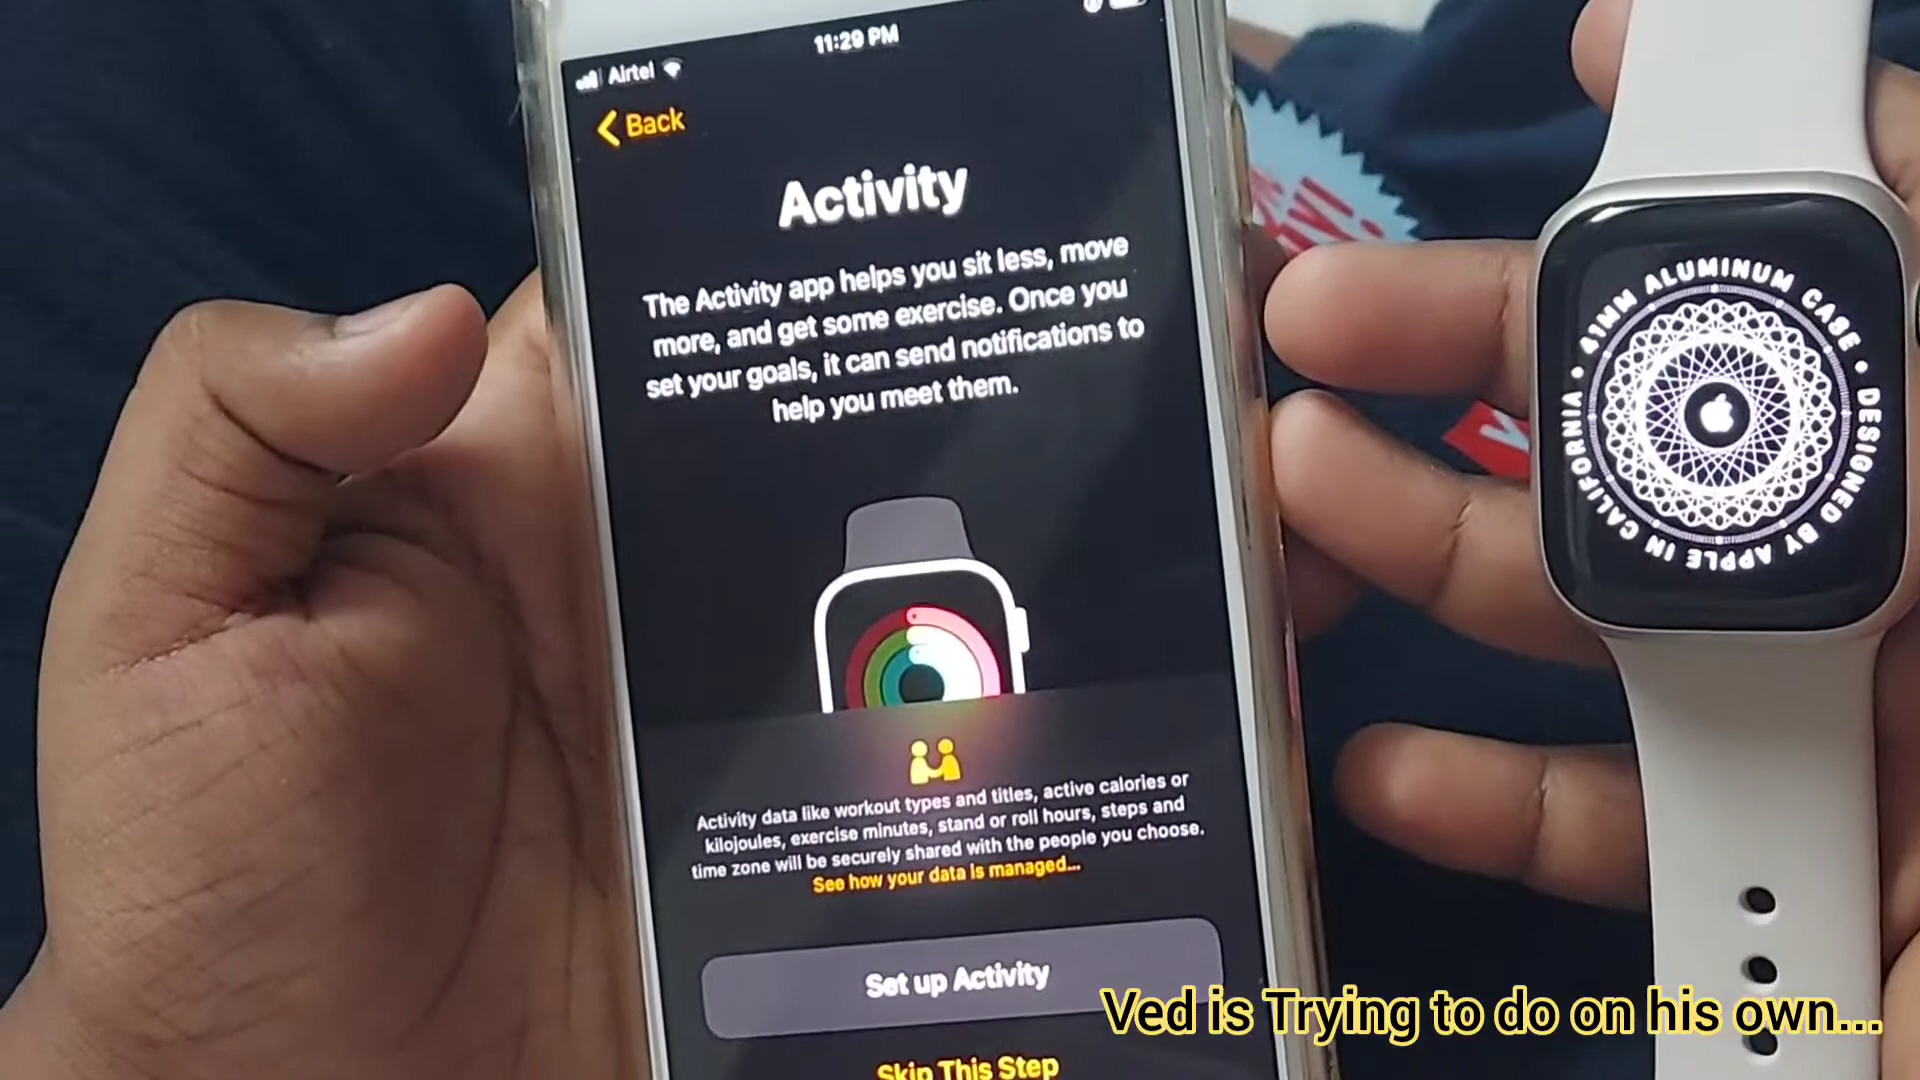 11:29 PM
Airtel
Back
Activity
The Activity app helps you sit less, move
more, and get some exercise. Once you
set your goals, it can send notifications to
help you meet them.
Activity data like workout types and titles, active calories or
kilojoules, exercise minutes, stand or roll hours, steps and
time zone will be securely shared with the people you choose.
See how your data is managed...
Set up Activity
Skip This Step
41MM ALUMINUM CASE • DESIGNED BY APPLE IN CALIFORNIA •
Ved is Trying to do on his own...